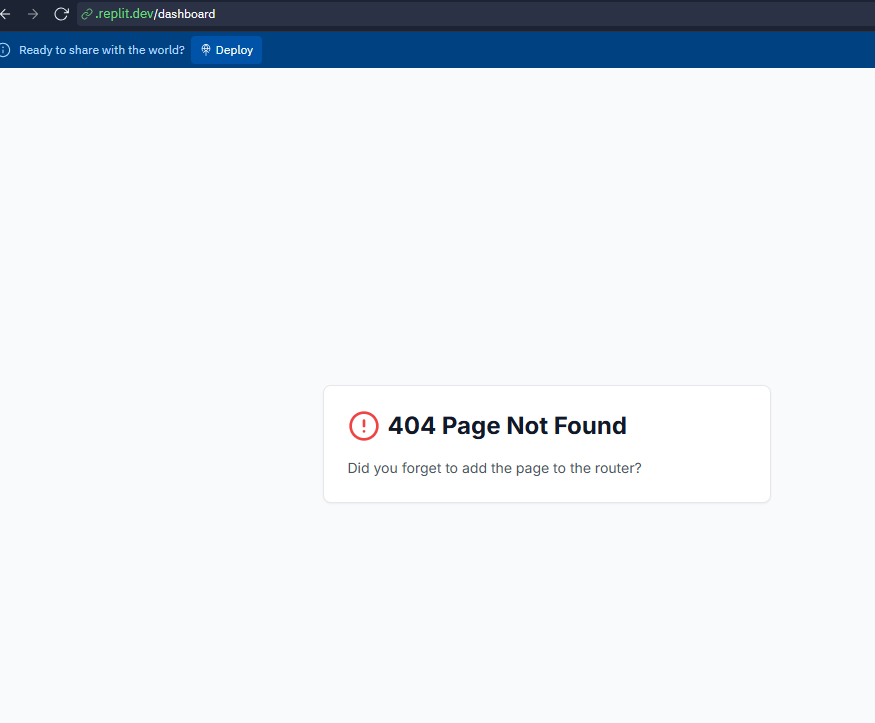 .replit.dev/dashboard
Ready to share with the world? Deploy
404 Page Not Found
Did you forget to add the page to the router?